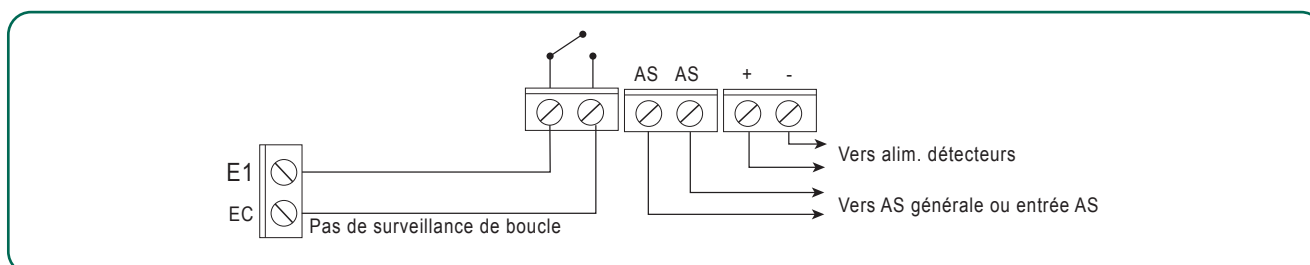 AS AS + -
Vers alim. détecteurs
E1
Vers AS générale ou entrée AS
EC
Pas de surveillance de boucle